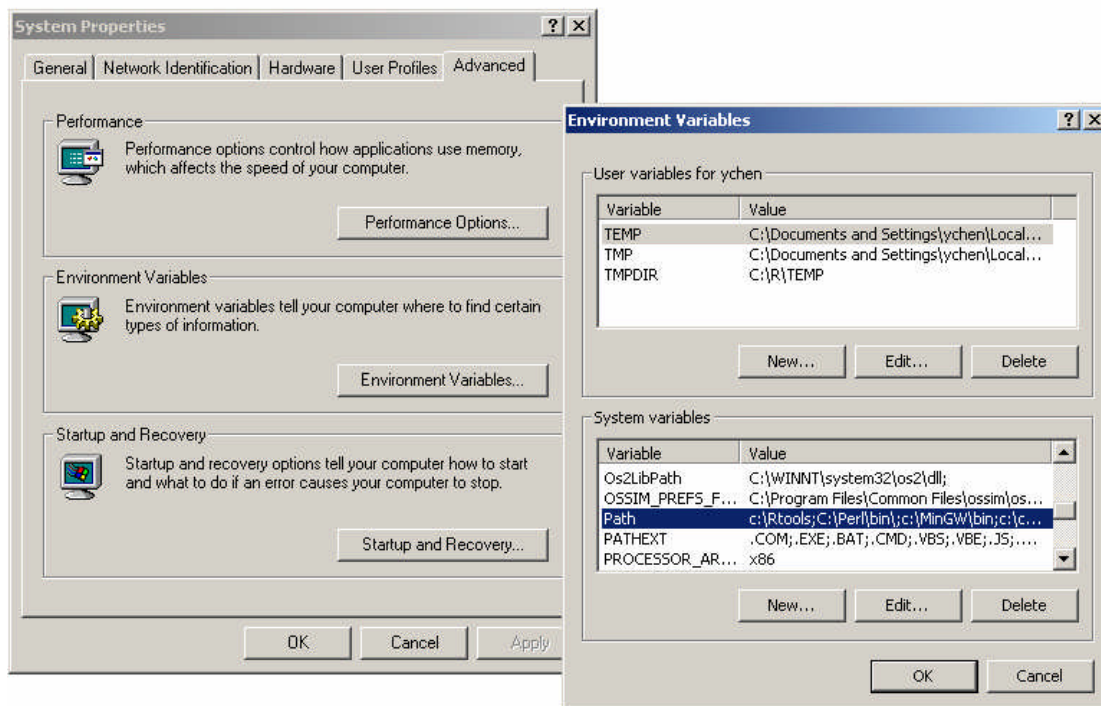 System Properties
General Network Identification Hardware User Profiles Advanced
Performance
Performance options control how applications use memory,
which affects the speed of your computer.
Performance Options...
Environment Variables
Environment variables tell your computer where to find certain
types of information.
Environment Variables...
Startup and Recovery
Startup and recovery options tell your computer how to start
and what to do if an error causes your computer to stop.
Startup and Recovery...
OK Cancel Apply
Environment Variables
User variables for ychen
Variable Value
TEMP C:\Documents and Settings\ychen\Local...
TMP C:\Documents and Settings\ychen\Local...
TMPDIR C:\R\TEMP
New... Edit... Delete
System variables
Variable Value
Os2LibPath C:\WINNT\system32\os2\dll;
OSSIM_PREFS_F... C:\Program Files\Common Files\ossim\os...
Path c:\Rtools;C:\Perl\bin\;c:\MinGW\bin;c:\c...
PATHEXT .COM;.EXE;.BAT;.CMD;.VBS;.VBE;.JS;....
PROCESSOR_AR... x86
New... Edit... Delete
OK Cancel